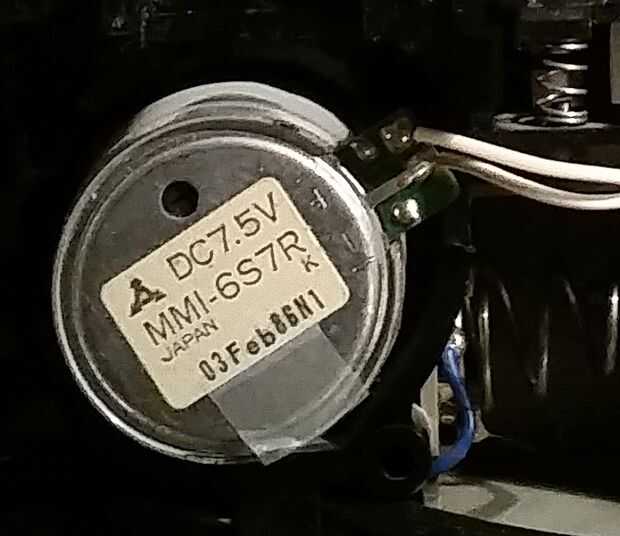 DC7.5V
MMI-6S7R
K
JAPAN
03Feb86N1